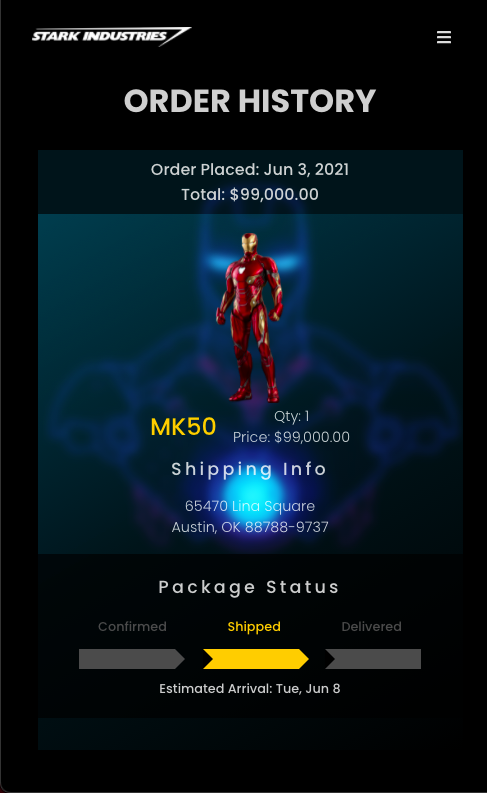 STARK INDUSTRIES
ORDER HISTORY
Order Placed: Jun 3, 2021
Total: $99,000.00
MK50
Qty: 1
Price: $99,000.00
Shipping Info
65470 Lina Square
Austin, OK 88788-9737
Package Status
Confirmed Shipped Delivered
Estimated Arrival: Tue, Jun 8